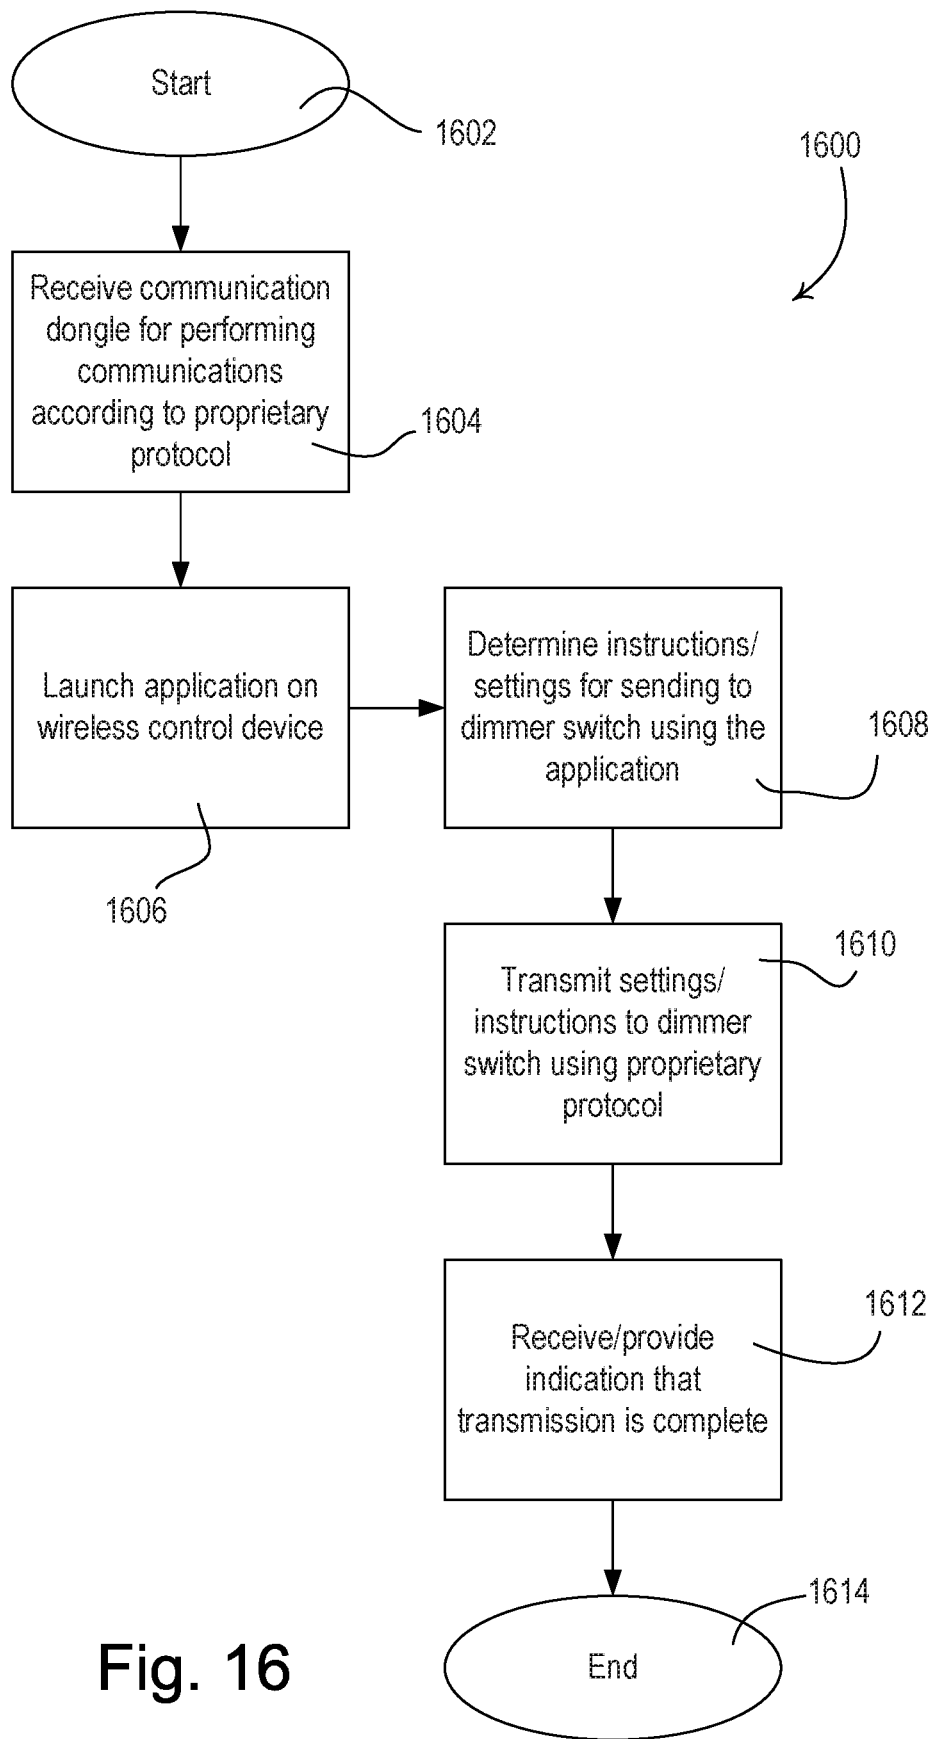 Start
1602
1600
Receive communication
dongle for performing
communications
according to proprietary
protocol
1604
Launch application on
wireless control device
1606
Determine instructions/
settings for sending to
dimmer switch using the
application
1608
Transmit settings/
instructions to dimmer
switch using proprietary
protocol
1610
Receive/provide
indication that
transmission is complete
1612
End
1614
Fig. 16